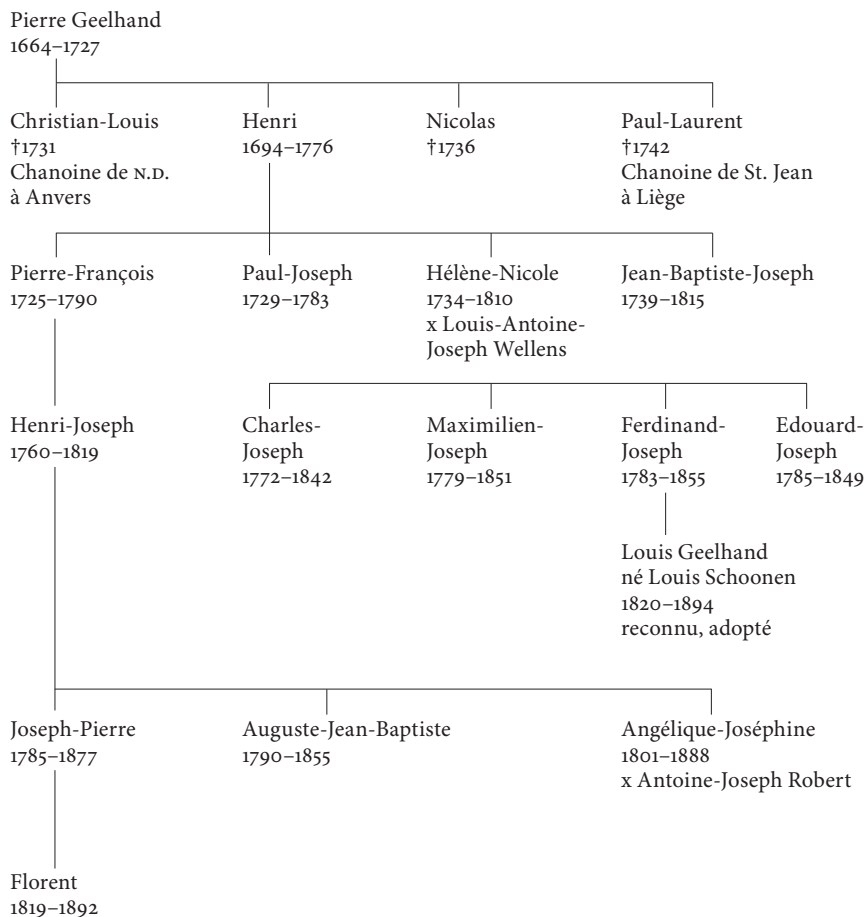 Pierre Geelhand
1664–1727
Christian-Louis
†1731
Chanoine de N.D.
à Anvers
Henri
1694–1776
Nicolas
†1736
Paul-Laurent
†1742
Chanoine de St. Jean
à Liège
Pierre-François
1725–1790
Paul-Joseph
1729–1783
Hélène-Nicole
1734–1810
x Louis-Antoine-
Joseph Wellens
Jean-Baptiste-Joseph
1739–1815
Henri-Joseph
1760–1819
Charles-
Joseph
1772–1842
Maximilien-
Joseph
1779–1851
Ferdinand-
Joseph
1783–1855
Edouard-
Joseph
1785–1849
Louis Geelhand
né Louis Schoonen
1820–1894
reconnu, adopté
Joseph-Pierre
1785–1877
Auguste-Jean-Baptiste
1790–1855
Angélique-Joséphine
1801–1888
x Antoine-Joseph Robert
Florent
1819–1892